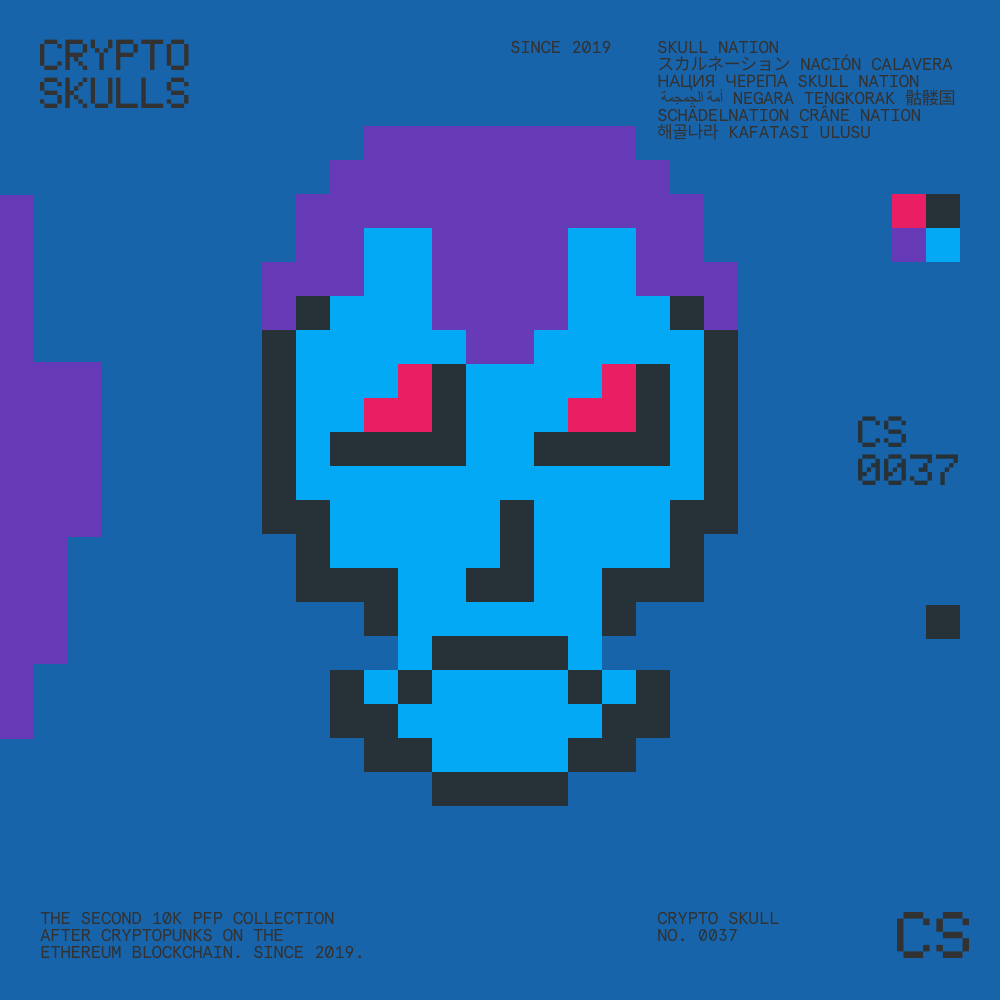 CRYPTO
SKULLS
SINCE 2019
SKULL NATION
スカルネーション NACIÓN CALAVERA
НАЦИЯ ЧЕРЕПА SKULL NATION
أمة الجمجمة NEGARA TENGKORAK 骷髅国
SCHÄDELNATION CRÂNE NATION
해골나라 KAFATASI ULUSU
CS
0037
THE SECOND 10K PFP COLLECTION
AFTER CRYPTOPUNKS ON THE
ETHEREUM BLOCKCHAIN. SINCE 2019.
CRYPTO SKULL
NO. 0037
CS